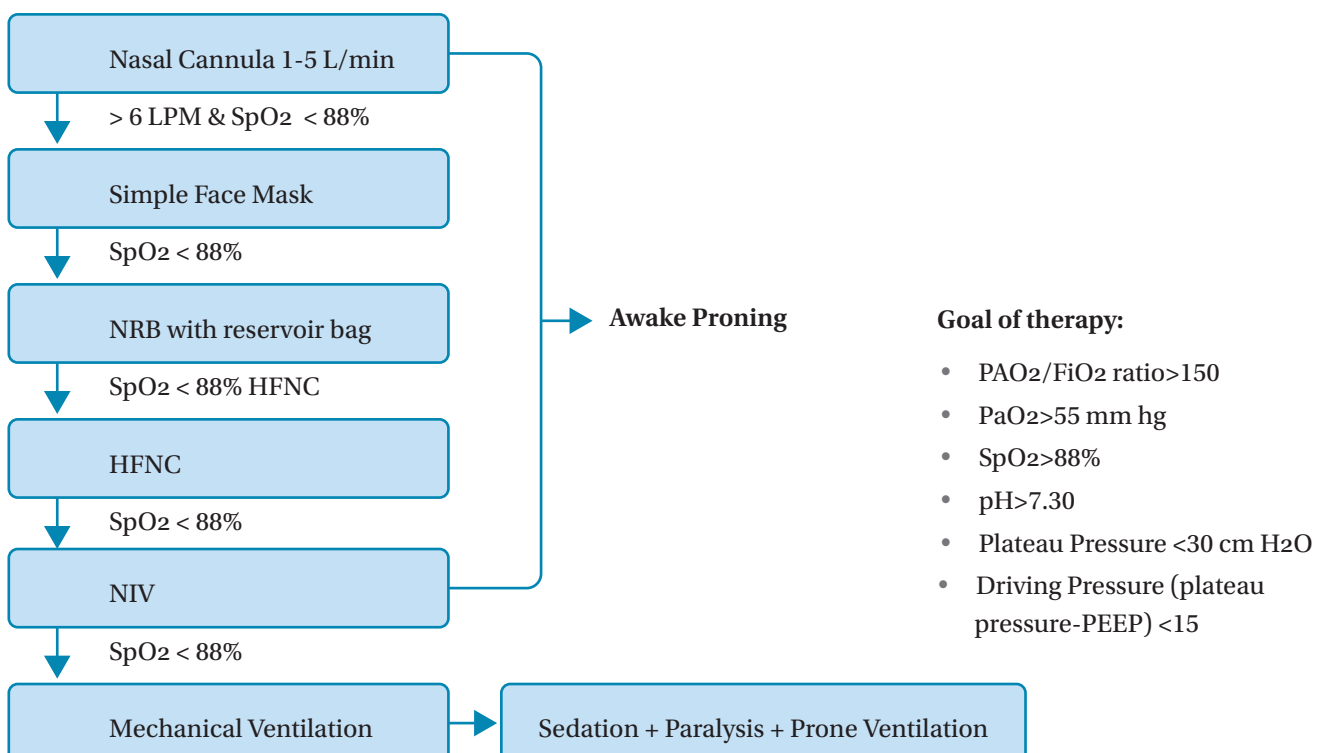 Nasal Cannula 1-5 L/min
> 6 LPM & SpO2 < 88%
Simple Face Mask
SpO2 < 88%
NRB with reservoir bag
SpO2 < 88% HFNC
HFNC
SpO2 < 88%
NIV
SpO2 < 88%
Mechanical Ventilation
Sedation + Paralysis + Prone Ventilation
Awake Proning
Goal of therapy:
• PAO2/FiO2 ratio>150
• PaO2>55 mm hg
• SpO2>88%
• pH>7.30
• Plateau Pressure <30 cm H2O
• Driving Pressure (plateau
pressure-PEEP) <15